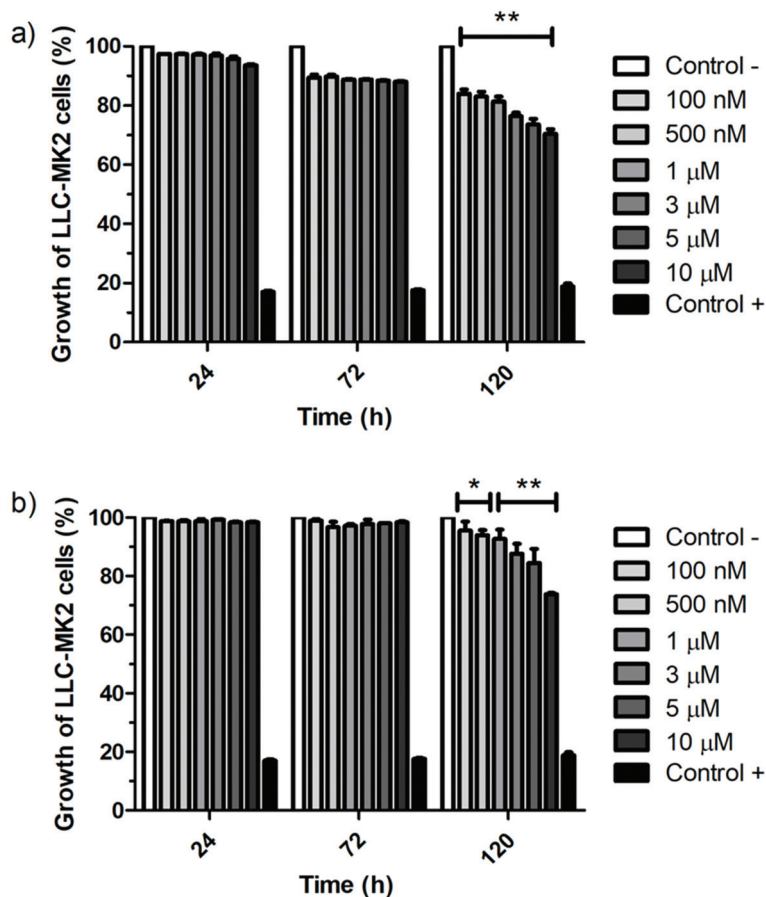 a)
**
Growth of LLC-MK2 cells (%)
100
80
60
40
20
0
24
72
120
Time (h)
Control -
100 nM
500 nM
1 μM
3 μM
5 μM
10 μM
Control +
b)
*
**
Growth of LLC-MK2 cells (%)
100
80
60
40
20
0
24
72
120
Time (h)
Control -
100 nM
500 nM
1 μM
3 μM
5 μM
10 μM
Control +